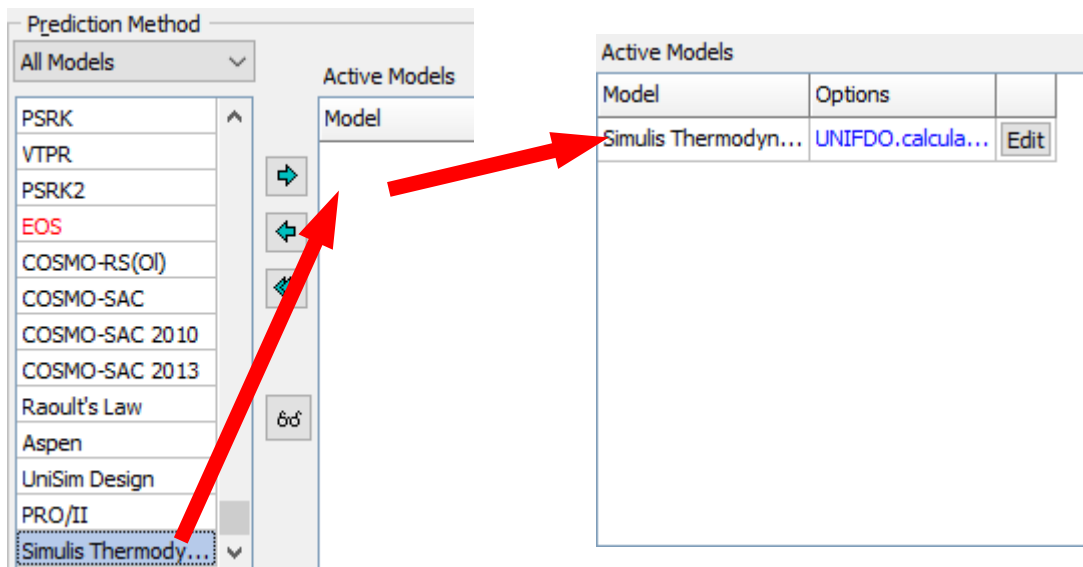 Prediction Method
All Models
PSRK
VTPR
PSRK2
EOS
COSMO-RS(Ol)
COSMO-SAC
COSMO-SAC 2010
COSMO-SAC 2013
Raoult's Law
Aspen
UniSim Design
PRO/II
Simulis Thermody...
Active Models
Model
Active Models
Model Options
Simulis Thermodyn... UNIFDO.calcula... Edit